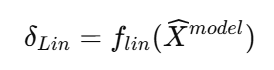 δ_{Lin} = f_{lin}(\widehat{X}^{model})